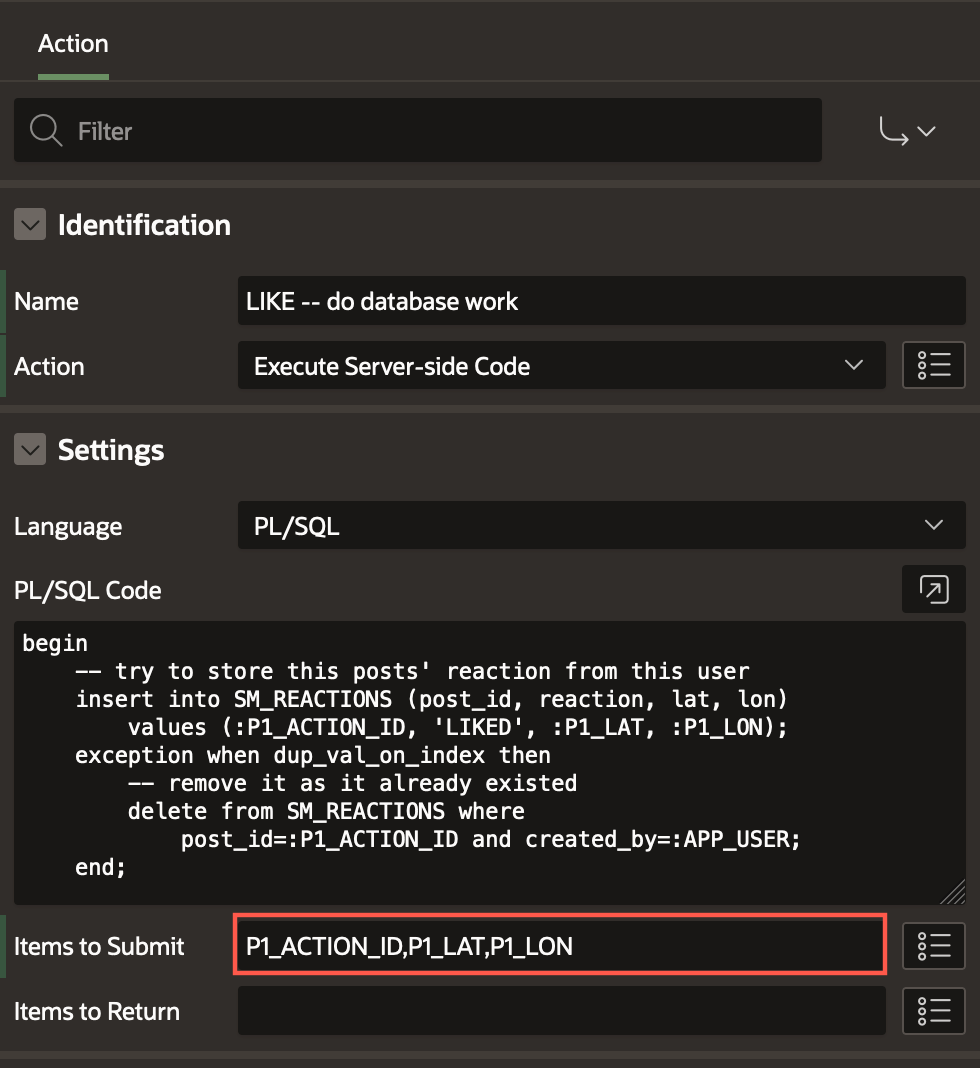 Action
Filter
Identification
Name LIKE -- do database work
Action Execute Server-side Code
Settings
Language PL/SQL
PL/SQL Code
begin
    -- try to store this posts' reaction from this user
    insert into SM_REACTIONS (post_id, reaction, lat, lon)
        values (:P1_ACTION_ID, 'LIKED', :P1_LAT, :P1_LON);
    exception when dup_val_on_index then
        -- remove it as it already existed
        delete from SM_REACTIONS where
            post_id=:P1_ACTION_ID and created_by=:APP_USER;
    end;
Items to Submit P1_ACTION_ID,P1_LAT,P1_LON
Items to Return